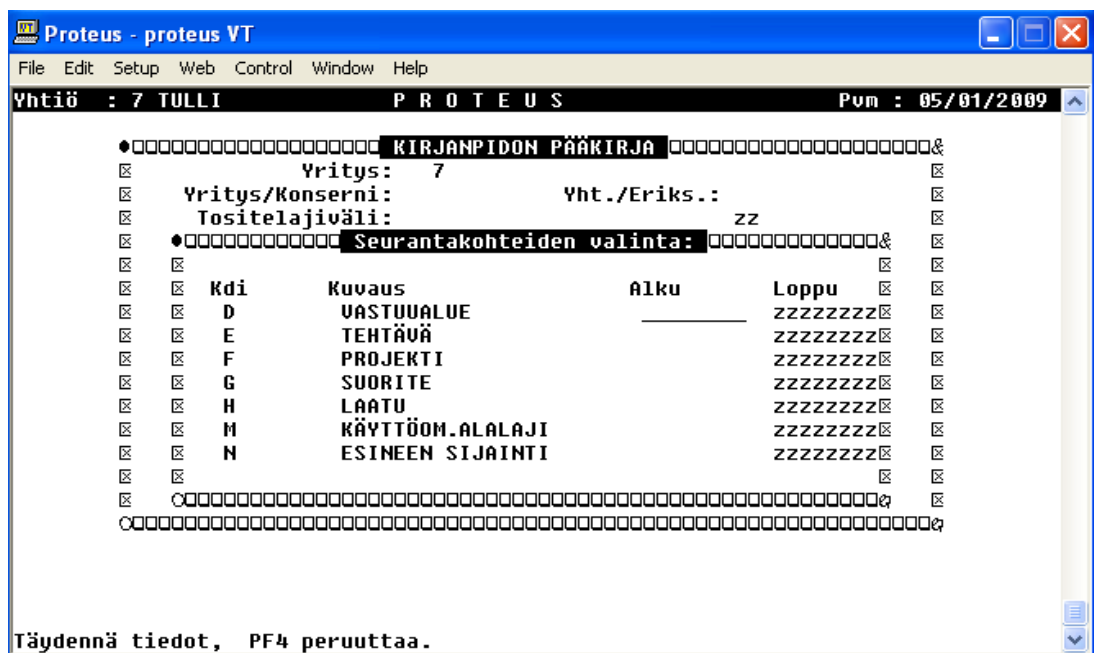 Proteus - proteus VT
File Edit Setup Web Control Window Help
Yhtiö : 7 TULLI P R O T E U S Pvm : 05/01/2009
KIRJANPIDON PÄÄKIRJA
Yritys: 7
Yritys/Konserni: Yht./Eriks.:
Tositelajiväli: zz
Seurantakohteiden valinta:
Kdi Kuvaus Alku Loppu
D VASTUUALUE zzzzzzzz
E TEHTÄVÄ zzzzzzzz
F PROJEKTI zzzzzzzz
G SUORITE zzzzzzzz
H LAATU zzzzzzzz
M KÄYTTÖOM.ALALAJI zzzzzzzz
N ESINEEN SIJAINTI zzzzzzzz
Täydennä tiedot, PF4 peruuttaa.